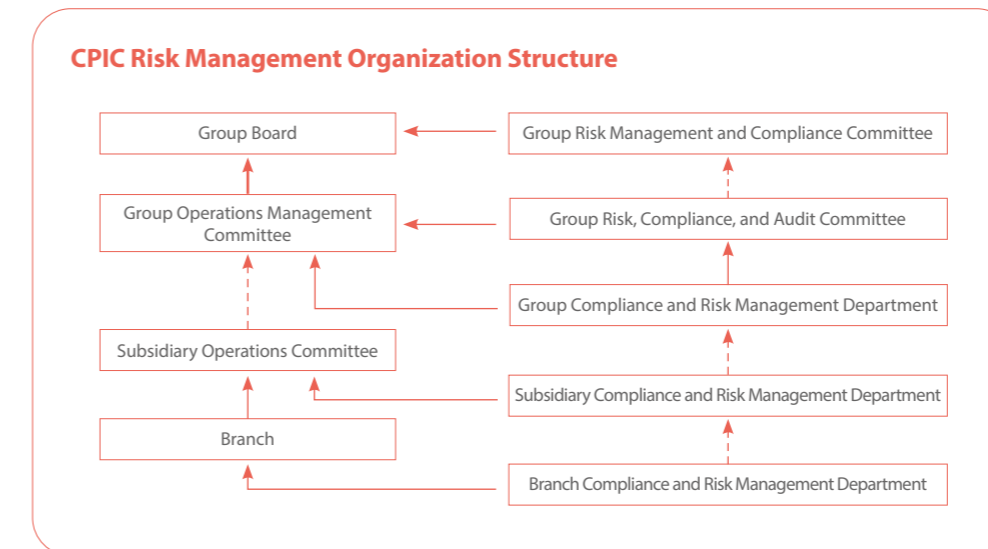 CPIC Risk Management Organization Structure
Group Board
Group Risk Management and Compliance Committee
Group Operations Management
Committee
Group Risk, Compliance, and Audit Committee
Group Compliance and Risk Management Department
Subsidiary Operations Committee
Subsidiary Compliance and Risk Management Department
Branch
Branch Compliance and Risk Management Department